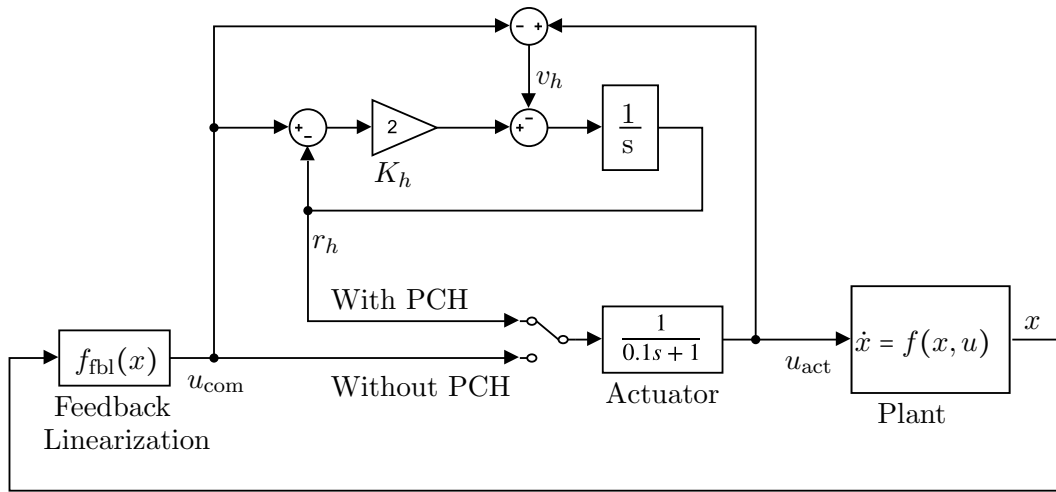 - +
v_h
+ -
2
K_h
+ -
1
s
r_h
With PCH
Without PCH
1
0.1s + 1
Actuator
f_fbl(x)
u_com
Feedback
Linearization
u_act
ẋ = f(x, u)
x
Plant